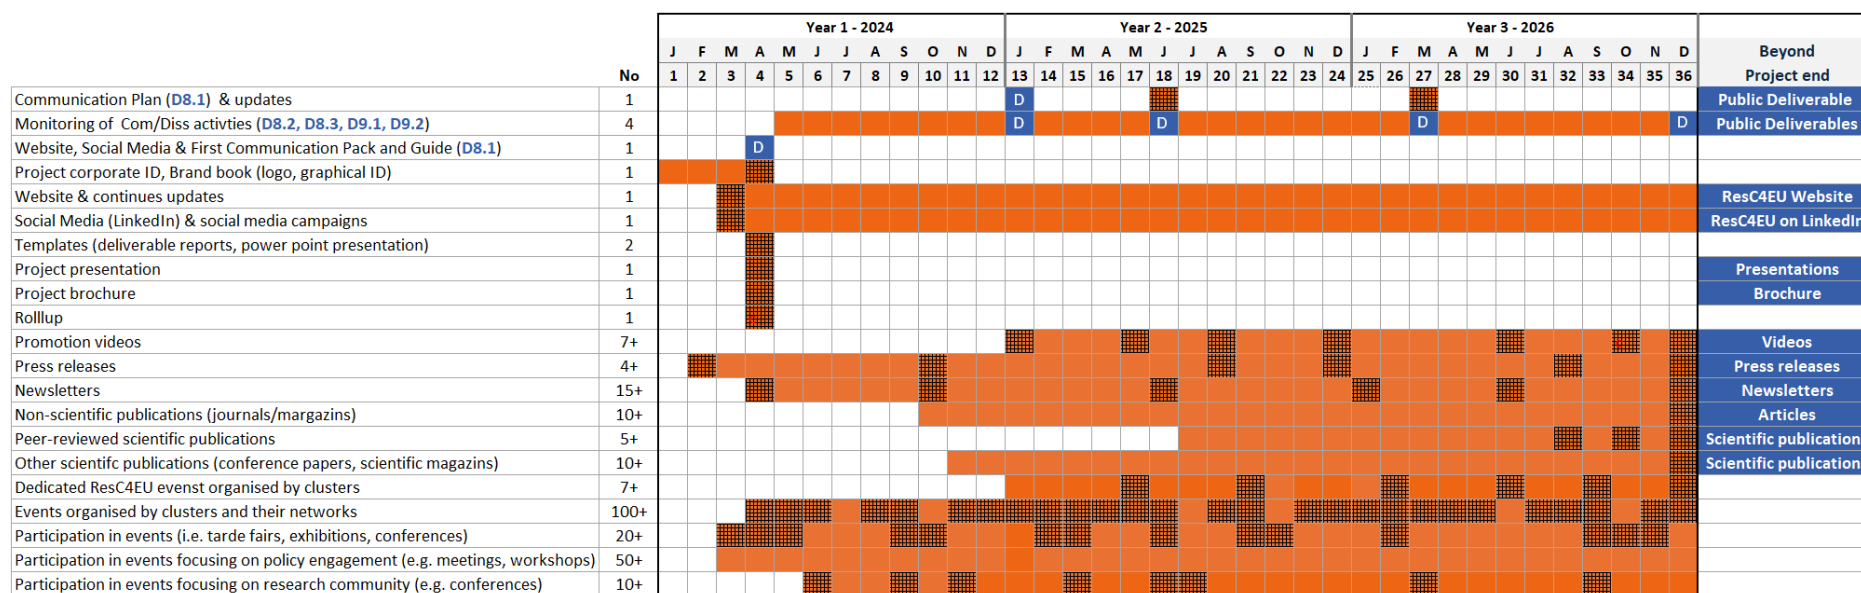 Year 1 - 2024 Year 2 - 2025 Year 3 - 2026
J F M A M J J A S O N D J F M A M J J A S O N D J F M A M J J A S O N D Beyond
No 1 2 3 4 5 6 7 8 9 10 11 12 13 14 15 16 17 18 19 20 21 22 23 24 25 26 27 28 29 30 31 32 33 34 35 36 Project end
Communication Plan (D8.1) & updates 1 D Public Deliverable
Monitoring of Com/Diss activties (D8.2, D8.3, D9.1, D9.2) 4 D D D D Public Deliverables
Website, Social Media & First Communication Pack and Guide (D8.1) 1 D
Project corporate ID, Brand book (logo, graphical ID) 1
Website & continues updates 1 ResC4EU Website
Social Media (LinkedIn) & social media campaigns 1 ResC4EU on LinkedIn
Templates (deliverable reports, power point presentation) 2
Project presentation 1 Presentations
Project brochure 1 Brochure
Rolllup 1
Promotion videos 7+ Videos
Press releases 4+ Press releases
Newsletters 15+ Newsletters
Non-scientific publications (journals/margazins) 10+ Articles
Peer-reviewed scientific publications 5+ Scientific publication
Other scientifc publications (conference papers, scientific magazins) 10+ Scientific publication
Dedicated ResC4EU evenst organised by clusters 7+
Events organised by clusters and their networks 100+
Participation in events (i.e. tarde fairs, exhibitions, conferences) 20+
Participation in events focusing on policy engagement (e.g. meetings, workshops) 50+
Participation in events focusing on research community (e.g. conferences) 10+